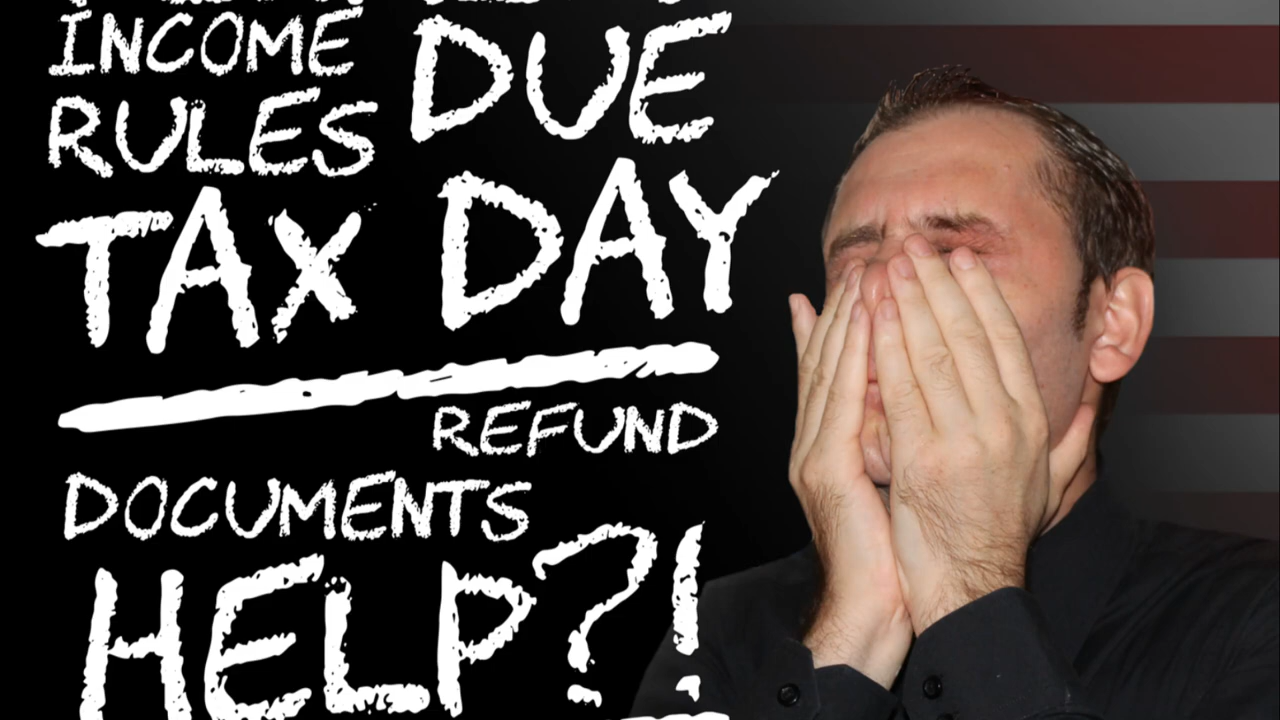 INCOME
RULES
DUE
TAX DAY
REFUND
DOCUMENTS
HELP?!